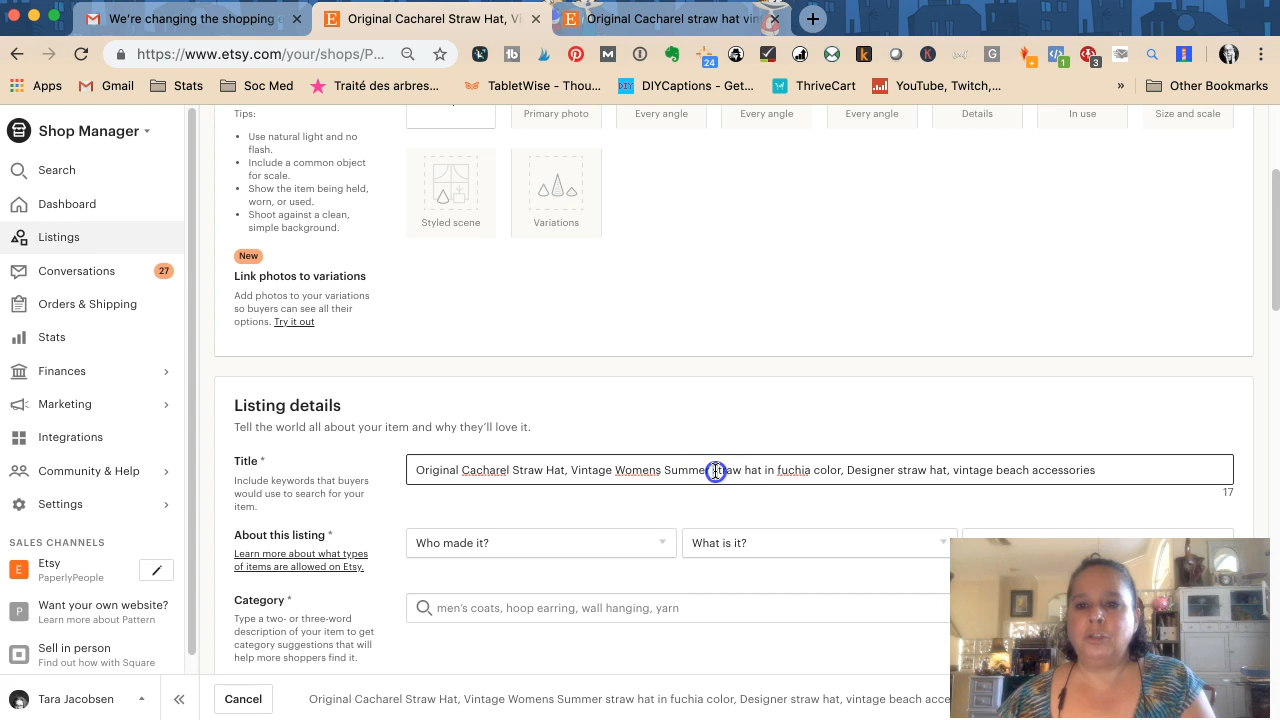 We're changing the shopping e
Original Cacharel Straw Hat, Vi
Original Cacharel straw hat vin
https://www.etsy.com/your/shops/P...
24
1
3
Apps
Gmail
Stats
Soc Med
Traité des arbres...
TabletWise - Thou...
DIYCaptions - Get...
ThriveCart
YouTube, Twitch,...
»
Other Bookmarks
Shop Manager
Search
Dashboard
Listings
Conversations
27
Orders & Shipping
Stats
Finances
Marketing
Integrations
Community & Help
Settings
SALES CHANNELS
E
Etsy
PaperlyPeople
P
Want your own website?
Learn more about Pattern
Sell in person
Find out how with Square
Tara Jacobsen
Tips:
Use natural light and no
flash.
Include a common object
for scale.
Show the item being held,
worn, or used.
Shoot against a clean,
simple background.
Primary photo
Every angle
Every angle
Every angle
Details
In use
Size and scale
Styled scene
Variations
New
Link photos to variations
Add photos to your variations
so buyers can see all their
options. Try it out
Listing details
Tell the world all about your item and why they'll love it.
Title *
Include keywords that buyers
would use to search for your
item.
Original Cacharel Straw Hat, Vintage Womens Summer straw hat in fuchia color, Designer straw hat, vintage beach accessories
17
About this listing *
Learn more about what types
of items are allowed on Etsy.
Who made it?
What is it?
Category *
Type a two- or three-word
description of your item to get
category suggestions that will
help more shoppers find it.
men's coats, hoop earring, wall hanging, yarn
Cancel
Original Cacharel Straw Hat, Vintage Womens Summer straw hat in fuchia color, Designer straw hat, vintage beach acce